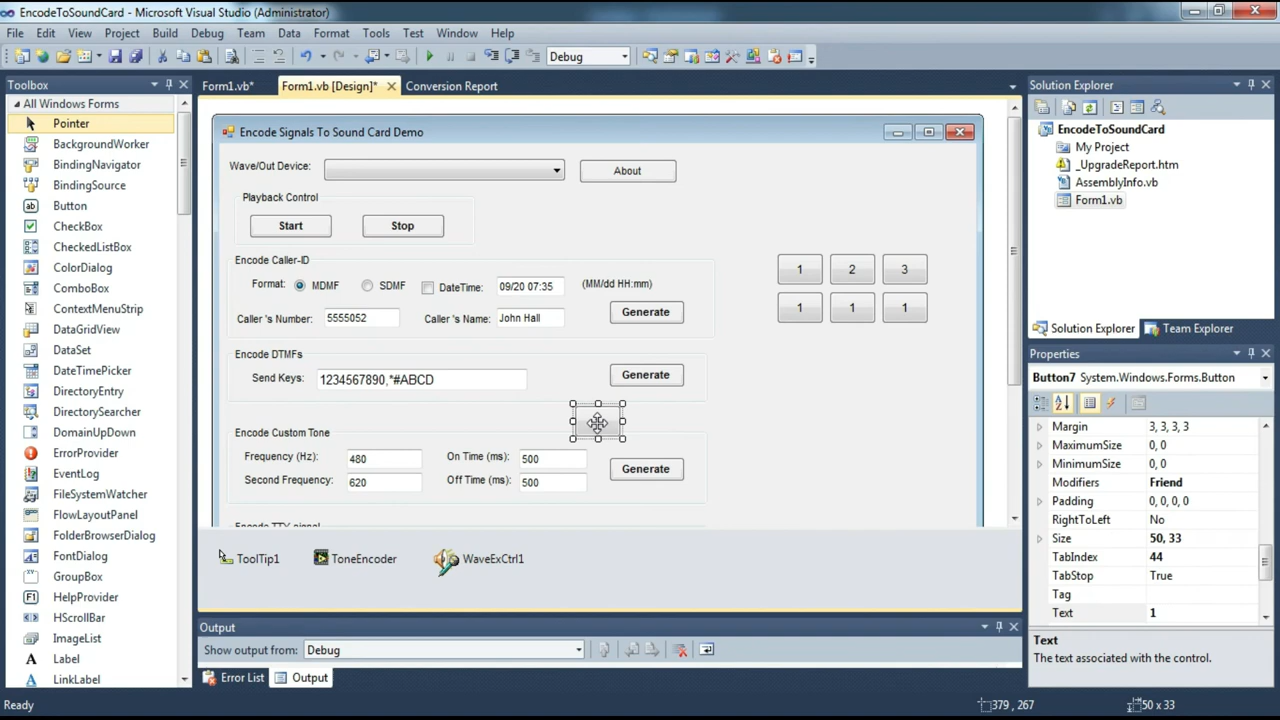 EncodeToSoundCard - Microsoft Visual Studio (Administrator)
File Edit View Project Build Debug Team Data Format Tools Test Window Help
Debug
Toolbox
All Windows Forms
Pointer
BackgroundWorker
BindingNavigator
BindingSource
Button
CheckBox
CheckedListBox
ColorDialog
ComboBox
ContextMenuStrip
DataGridView
DataSet
DateTimePicker
DirectoryEntry
DirectorySearcher
DomainUpDown
ErrorProvider
EventLog
FileSystemWatcher
FlowLayoutPanel
FolderBrowserDialog
FontDialog
GroupBox
HelpProvider
HScrollBar
ImageList
Label
LinkLabel
Form1.vb* Form1.vb [Design]* Conversion Report
Encode Signals To Sound Card Demo
Wave/Out Device: About
Playback Control
Start Stop
Encode Caller-ID
Format: MDMF SDMF DateTime: 09/20 07:35 (MM/dd HH:mm)
Caller 's Number: 5555052 Caller 's Name: John Hall Generate
1 2 3
1 1 1
Encode DTMFs
Send Keys: 1234567890,*#ABCD Generate
Encode Custom Tone
Frequency (Hz): 480 On Time (ms): 500
Second Frequency: 620 Off Time (ms): 500 Generate
Encode TTY signal
ToolTip1 ToneEncoder WaveExCtrl1
Output
Show output from: Debug
Error List Output
Solution Explorer
EncodeToSoundCard
My Project
_UpgradeReport.htm
AssemblyInfo.vb
Form1.vb
Solution Explorer Team Explorer
Properties
Button7 System.Windows.Forms.Button
Margin 3, 3, 3, 3
MaximumSize 0, 0
MinimumSize 0, 0
Modifiers Friend
Padding 0, 0, 0, 0
RightToLeft No
Size 50, 33
TabIndex 44
TabStop True
Tag
Text 1
Text
The text associated with the control.
Ready 379 , 267 50 x 33